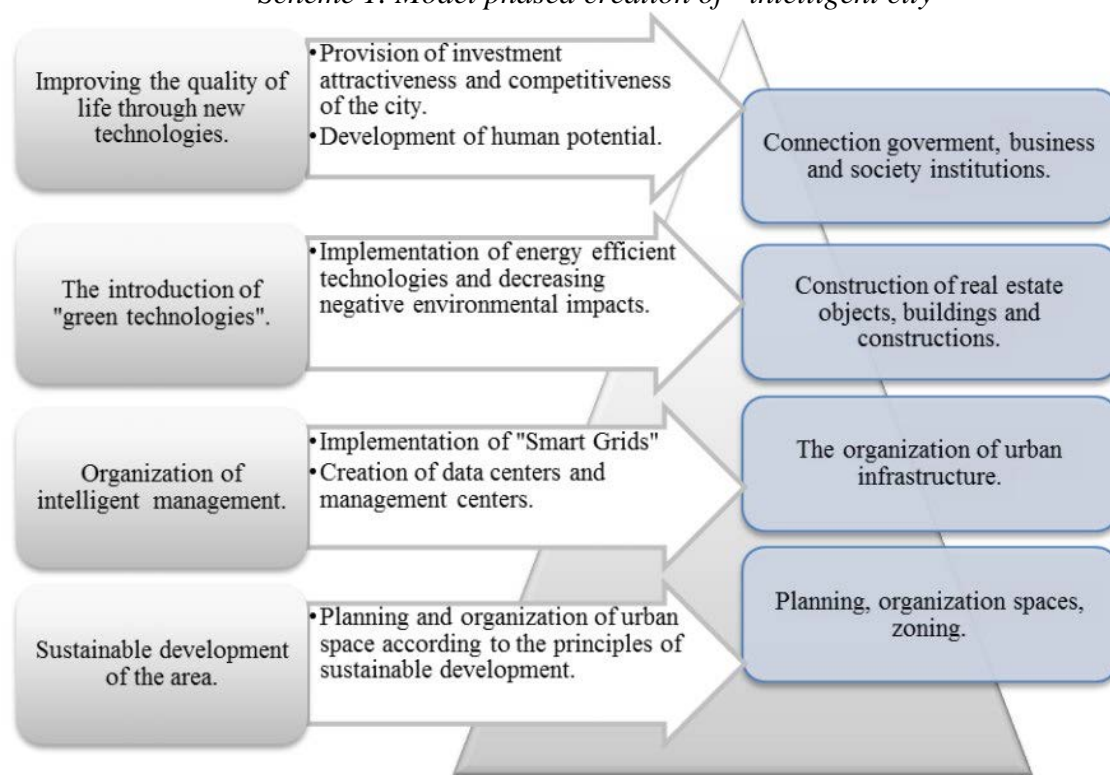 Scheme 1. Model phased creation of "intelligent city"
Improving the quality of
life through new
technologies.
•Provision of investment
attractiveness and competitiveness
of the city.
•Development of human potential.
Connection goverment, business
and society institutions.
The introduction of
"green technologies".
•Implementation of energy efficient
technologies and decreasing
negative environmental impacts.
Construction of real estate
objects, buildings and
constructions.
Organization of
intelligent management.
•Implementation of "Smart Grids"
•Creation of data centers and
management centers.
The organization of urban
infrastructure.
Sustainable development
of the area.
•Planning and organization of urban
space according to the principles of
sustainable development.
Planning, organization spaces,
zoning.